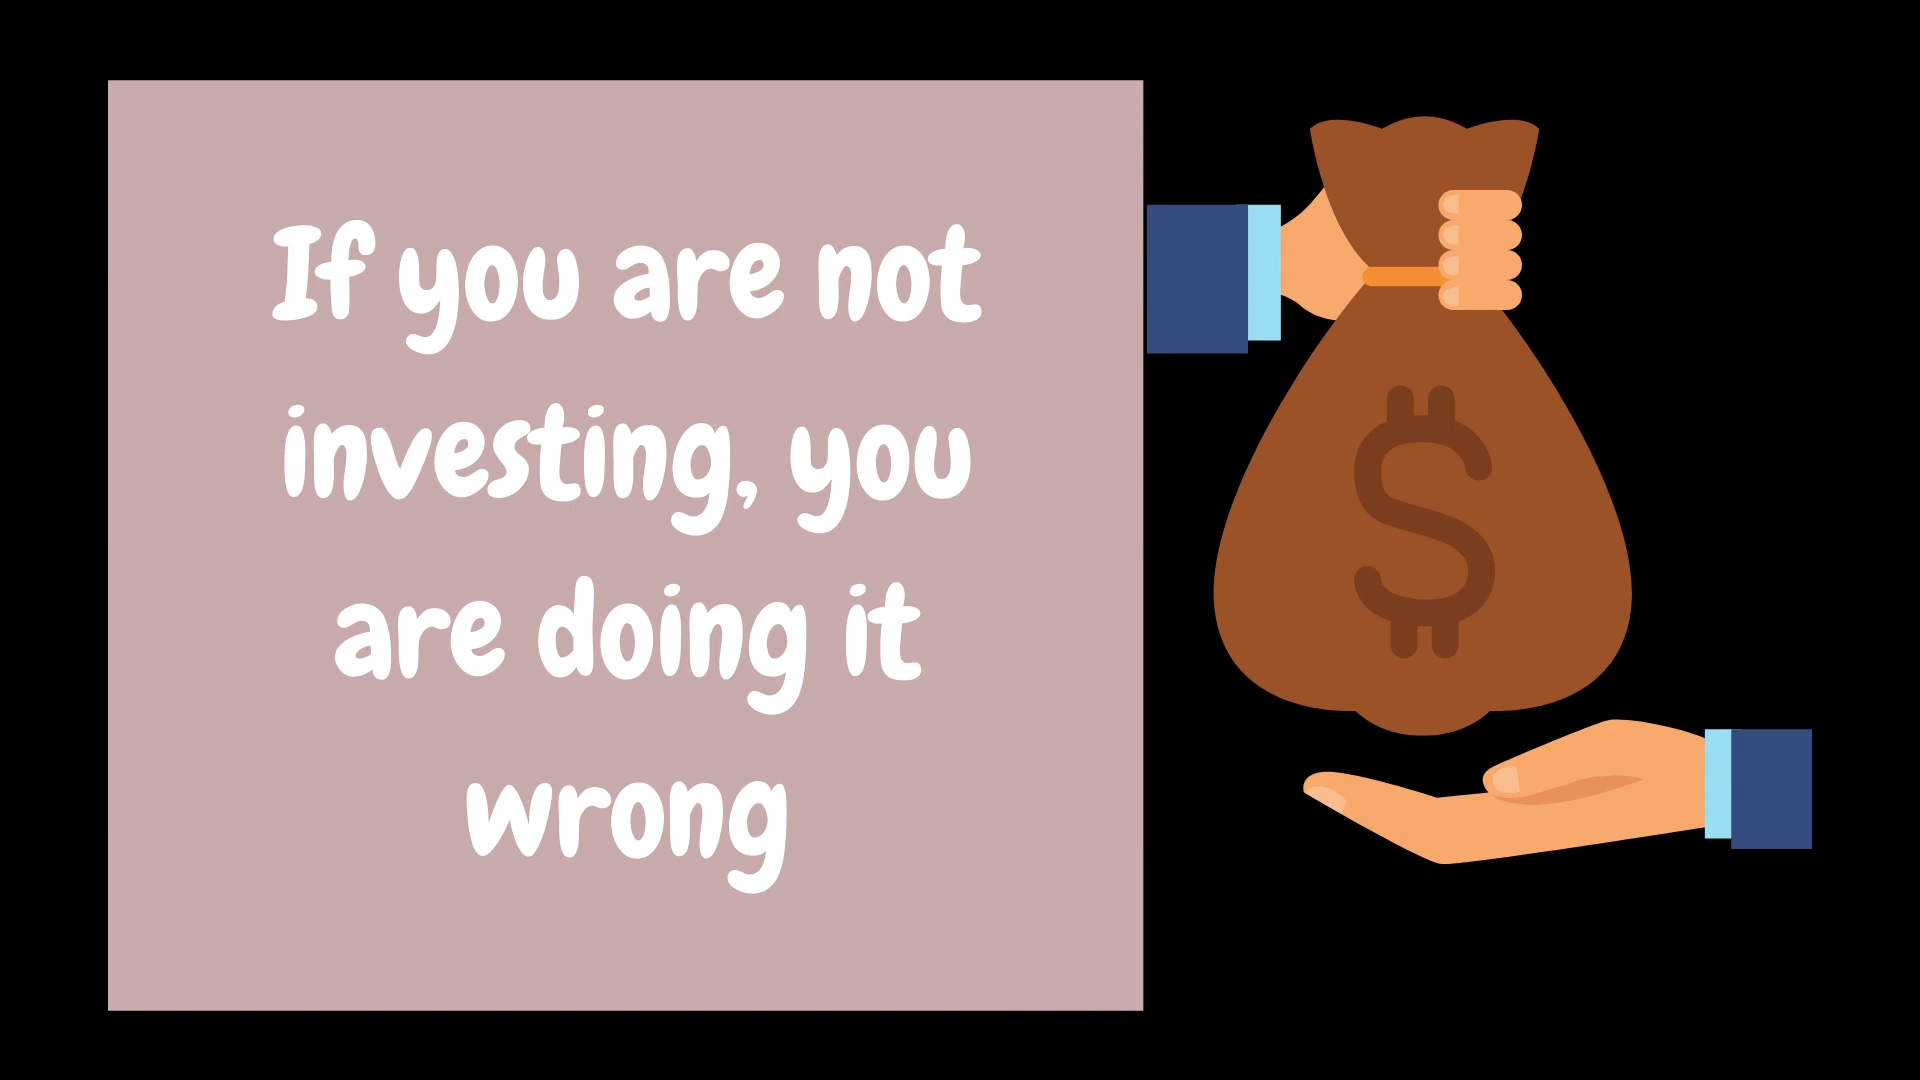 If you are not
investing, you
are doing it
wrong
$